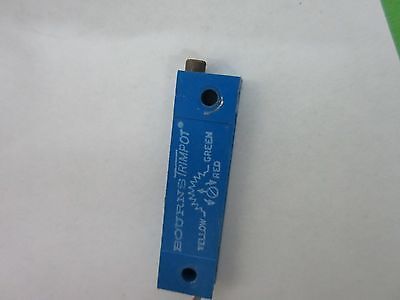 BOURNS TRIMPOT®
YELLOW
RED
GREEN